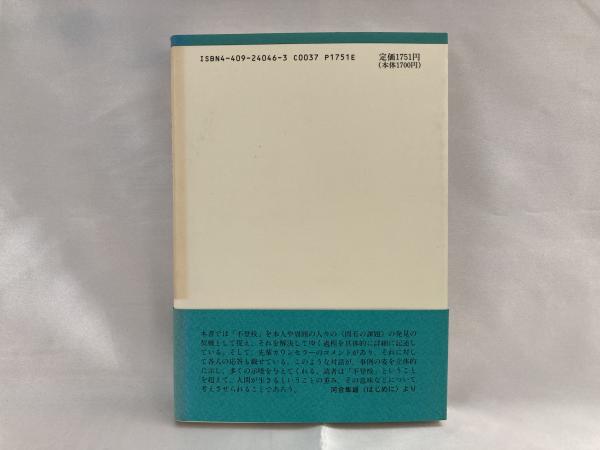 ISBN4-409-24046-3 C0037 P1751E
定価1751円
(本体1700円)
本書では「不登校」を本人や周囲の人々の〈固有の課題〉の発見の
契機として捉え、それを解決してゆく過程を具体的に詳細に記述し
ている。そして、先輩カウンセラーのコメントがあり、それに対し
て各人の応答も載せている。このような対話が、事例の姿を立体的
に示し、多くの示唆を与えてくれる。読者は「不登校」ということ
を超えて、人間が生きるということの重み、その意味などについて
考えさせられることであろう。 河合隼雄〈はじめに〉より